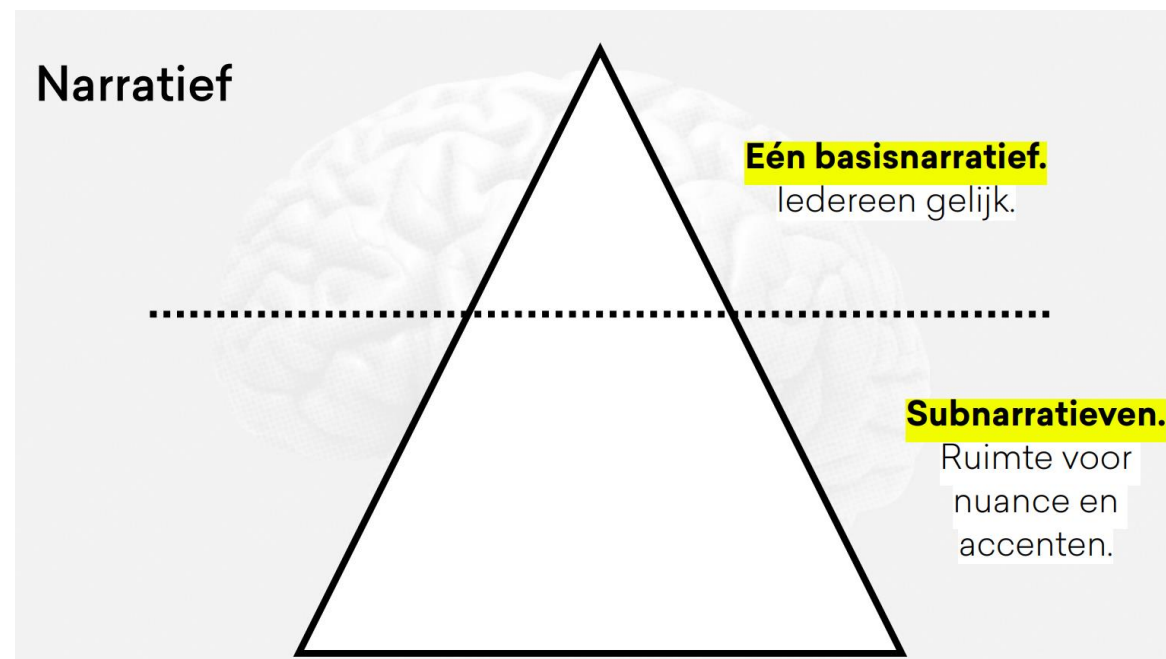 Narratief
Eén basisnarratief.
Iedereen gelijk.
Subnarratieven.
Ruimte voor
nuance en
accenten.